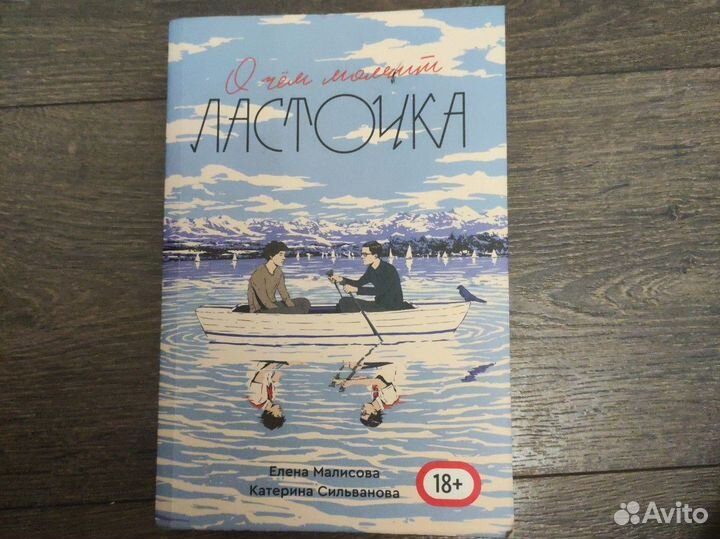 О чём молчит
ЛАСТОЧКА
Елена Малисова
Катерина Сильванова
18+
Avito